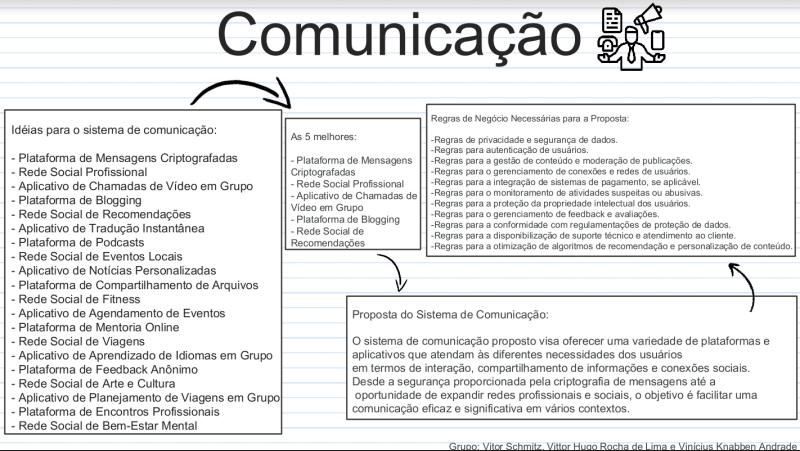 Comunicação
Idéias para o sistema de comunicação:
- Plataforma de Mensagens Criptografadas
- Rede Social Profissional
- Aplicativo de Chamadas de Vídeo em Grupo
- Plataforma de Blogging
- Rede Social de Recomendações
- Aplicativo de Tradução Instantânea
- Plataforma de Podcasts
- Rede Social de Eventos Locais
- Aplicativo de Notícias Personalizadas
- Plataforma de Compartilhamento de Arquivos
- Rede Social de Fitness
- Aplicativo de Agendamento de Eventos
- Plataforma de Mentoria Online
- Rede Social de Viagens
- Aplicativo de Aprendizado de Idiomas em Grupo
- Plataforma de Feedback Anônimo
- Rede Social de Arte e Cultura
- Aplicativo de Planejamento de Viagens em Grupo
- Plataforma de Encontros Profissionais
- Rede Social de Bem-Estar Mental
As 5 melhores:
- Plataforma de Mensagens
Criptografadas
- Rede Social Profissional
- Aplicativo de Chamadas de
Vídeo em Grupo
- Plataforma de Blogging
- Rede Social de
Recomendações
Regras de Negócio Necessárias para a Proposta:
-Regras de privacidade e segurança de dados.
-Regras para autenticação de usuários.
-Regras para a gestão de conteúdo e moderação de publicações.
-Regras para o gerenciamento de conexões e redes de usuários.
-Regras para a integração de sistemas de pagamento, se aplicável.
-Regras para o monitoramento de atividades suspeitas ou abusivas.
-Regras para a proteção da propriedade intelectual dos usuários.
-Regras para o gerenciamento de feedback e avaliações.
-Regras para a conformidade com regulamentações de proteção de dados.
-Regras para a disponibilização de suporte técnico e atendimento ao cliente.
-Regras para a otimização de algoritmos de recomendação e personalização de conteúdo.
Proposta do Sistema de Comunicação:
O sistema de comunicação proposto visa oferecer uma variedade de plataformas e
aplicativos que atendam às diferentes necessidades dos usuários
em termos de interação, compartilhamento de informações e conexões sociais.
Desde a segurança proporcionada pela criptografia de mensagens até a
oportunidade de expandir redes profissionais e sociais, o objetivo é facilitar uma
comunicação eficaz e significativa em vários contextos.
Grupo: Vitor Schmitz, Vittor Hugo Rocha de Lima e Vinícius Knabben Andrade